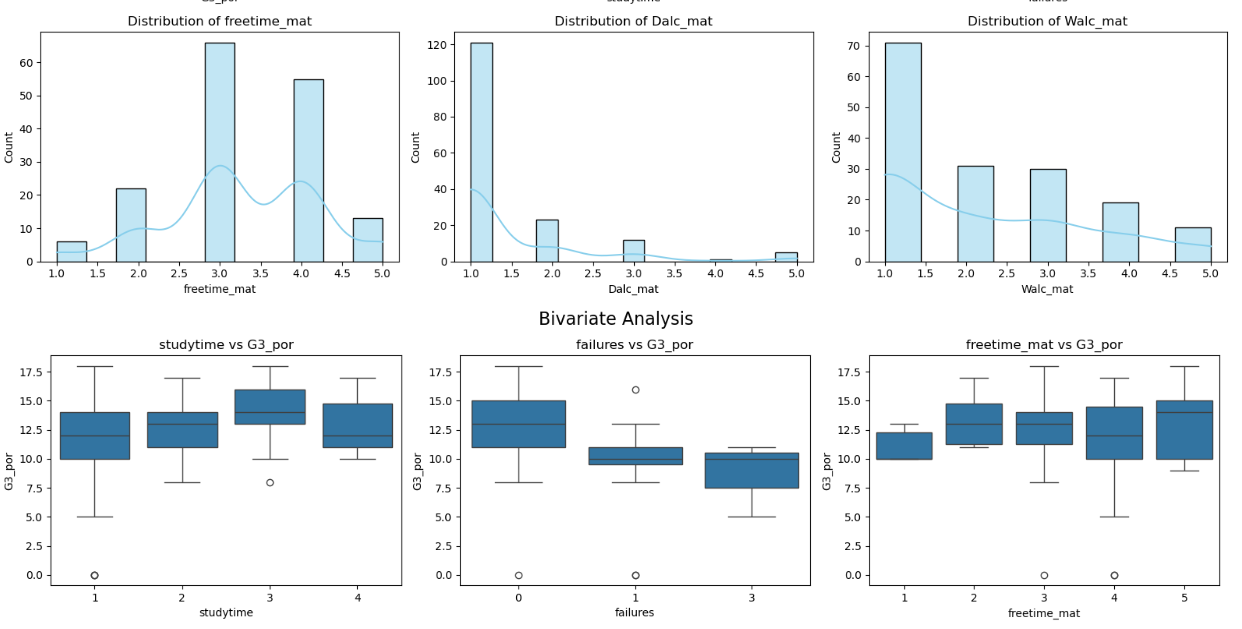 G3_por studytime failures
Distribution of freetime_mat
Count
60
50
40
30
20
10
0
1.0 1.5 2.0 2.5 3.0 3.5 4.0 4.5 5.0
freetime_mat
Distribution of Dalc_mat
Count
120
100
80
60
40
20
0
1.0 1.5 2.0 2.5 3.0 3.5 4.0 4.5 5.0
Dalc_mat
Distribution of Walc_mat
Count
70
60
50
40
30
20
10
0
1.0 1.5 2.0 2.5 3.0 3.5 4.0 4.5 5.0
Walc_mat
Bivariate Analysis
studytime vs G3_por
G3_por
17.5
15.0
12.5
10.0
7.5
5.0
2.5
0.0
1 2 3 4
studytime
failures vs G3_por
G3_por
17.5
15.0
12.5
10.0
7.5
5.0
2.5
0.0
0 1 3
failures
freetime_mat vs G3_por
G3_por
17.5
15.0
12.5
10.0
7.5
5.0
2.5
0.0
1 2 3 4 5
freetime_mat